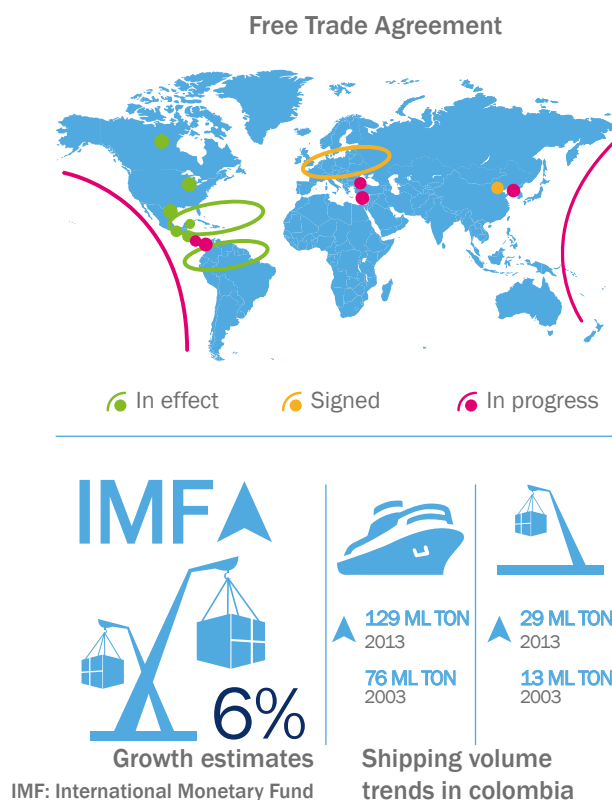 Free Trade Agreement
In effect
Signed
In progress
IMF
6%
Growth estimates
IMF: International Monetary Fund
129 ML TON
2013
76 ML TON
2003
29 ML TON
2013
13 ML TON
2003
Shipping volume
trends in colombia